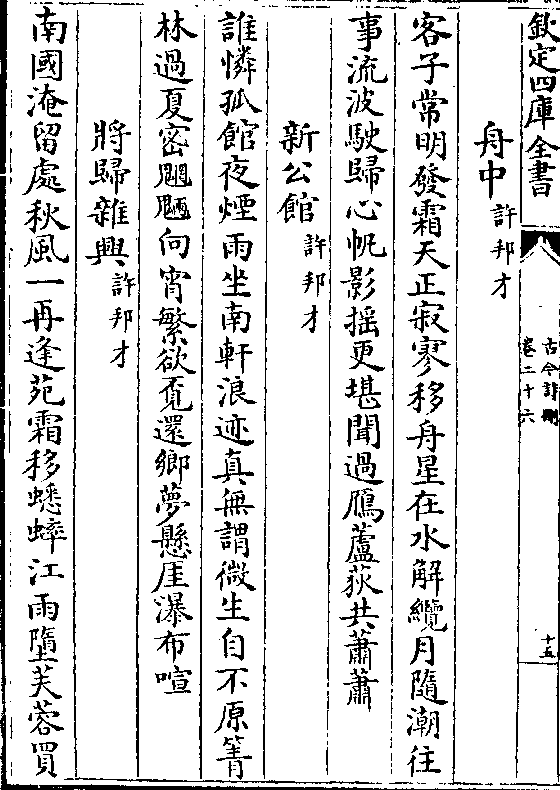 欽定四庫全書
古今詩刪
卷二十六
十五
舟中許邦才
客子常明發霜天正寂寥移舟星在水解纜月隨潮往
事流波駛歸心帆影揺更堪聞過鴈蘆荻共蕭蕭
新公館許邦才
誰憐孤館夜煙雨坐南軒浪迹真無謂微生自不原箐
林過夏密魍魎向宵繁欲覔還鄉夢懸厓瀑布喧
將歸雜興許邦才
南國淹留處秋風一再逢苑霜移蟋蟀江雨墮芙蓉買